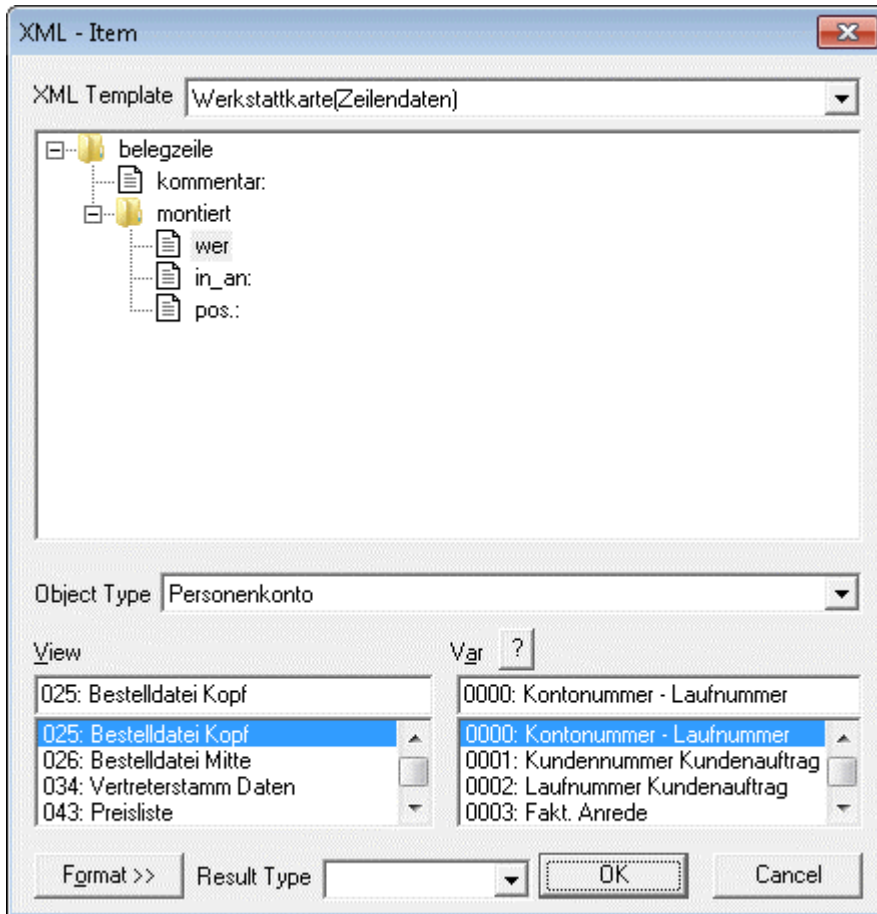 XML - Item
XML Template Werkstattkarte(Zeilendaten)
belegzeile
kommentar:
montiert
wer
in_an:
pos.:
Object Type Personenkonto
View Var ?
025: Bestelldatei Kopf 0000: Kontonummer - Laufnummer
025: Bestelldatei Kopf 0000: Kontonummer - Laufnummer
026: Bestelldatei Mitte 0001: Kundennummer Kundenauftrag
034: Vertreterstamm Daten 0002: Laufnummer Kundenauftrag
043: Preisliste 0003: Fakt. Anrede
Format >> Result Type OK Cancel